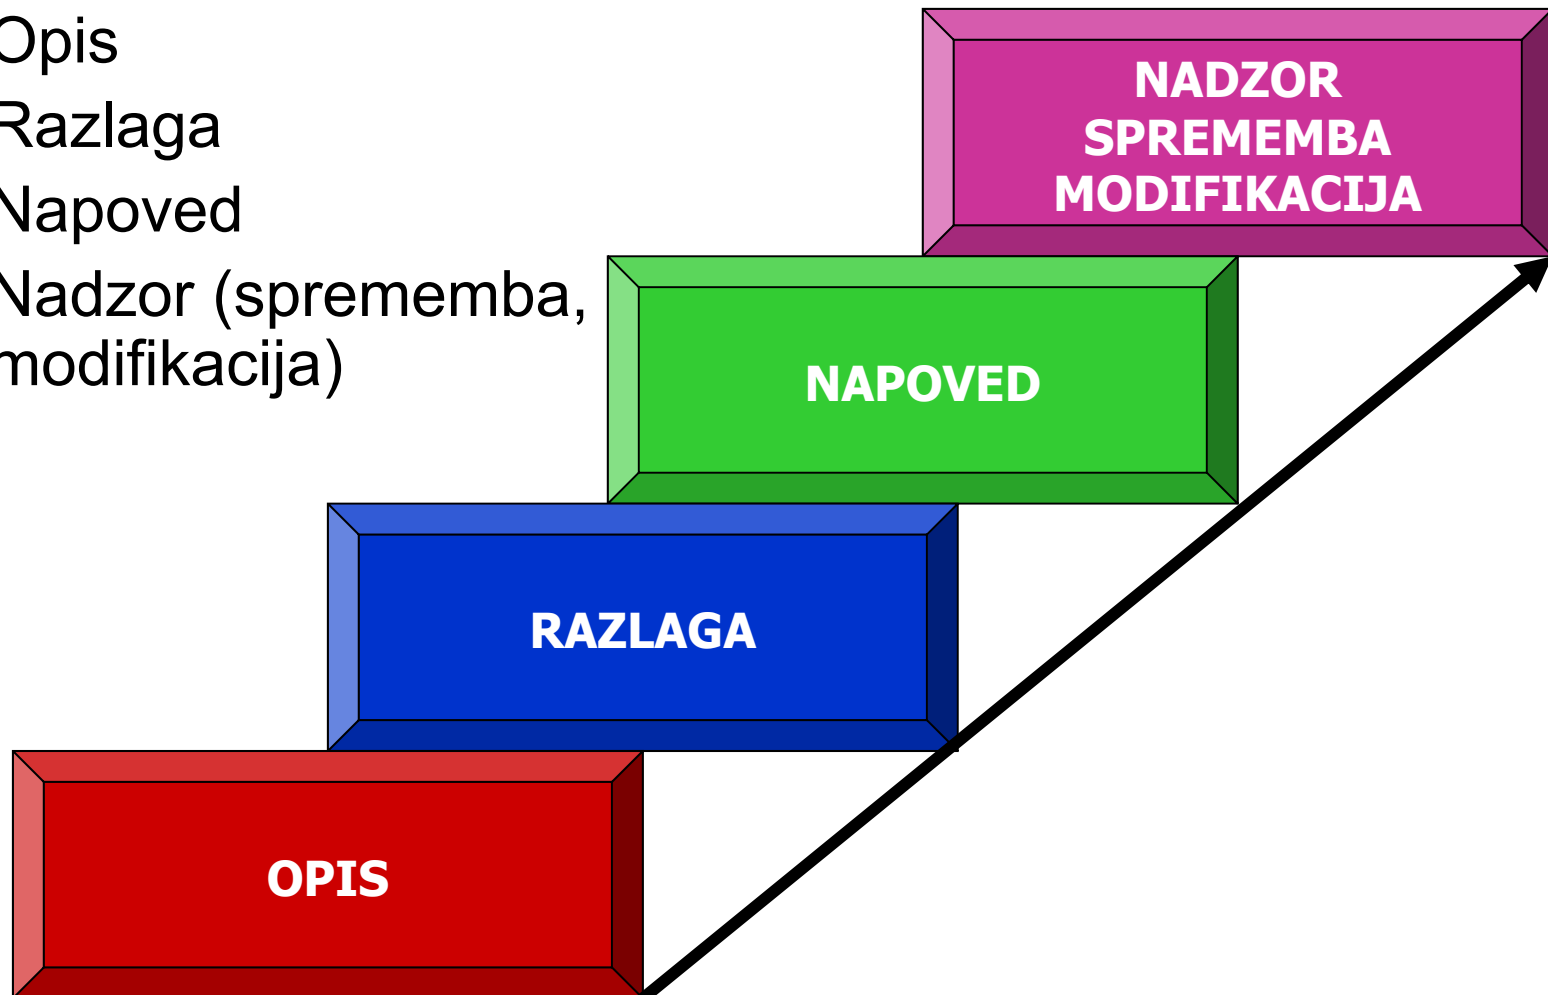 Opis
Razlaga
Napoved
Nadzor (sprememba,
modifikacija)
NADZOR
SPREMEMBA
MODIFIKACIJA
NAPOVED
RAZLAGA
OPIS